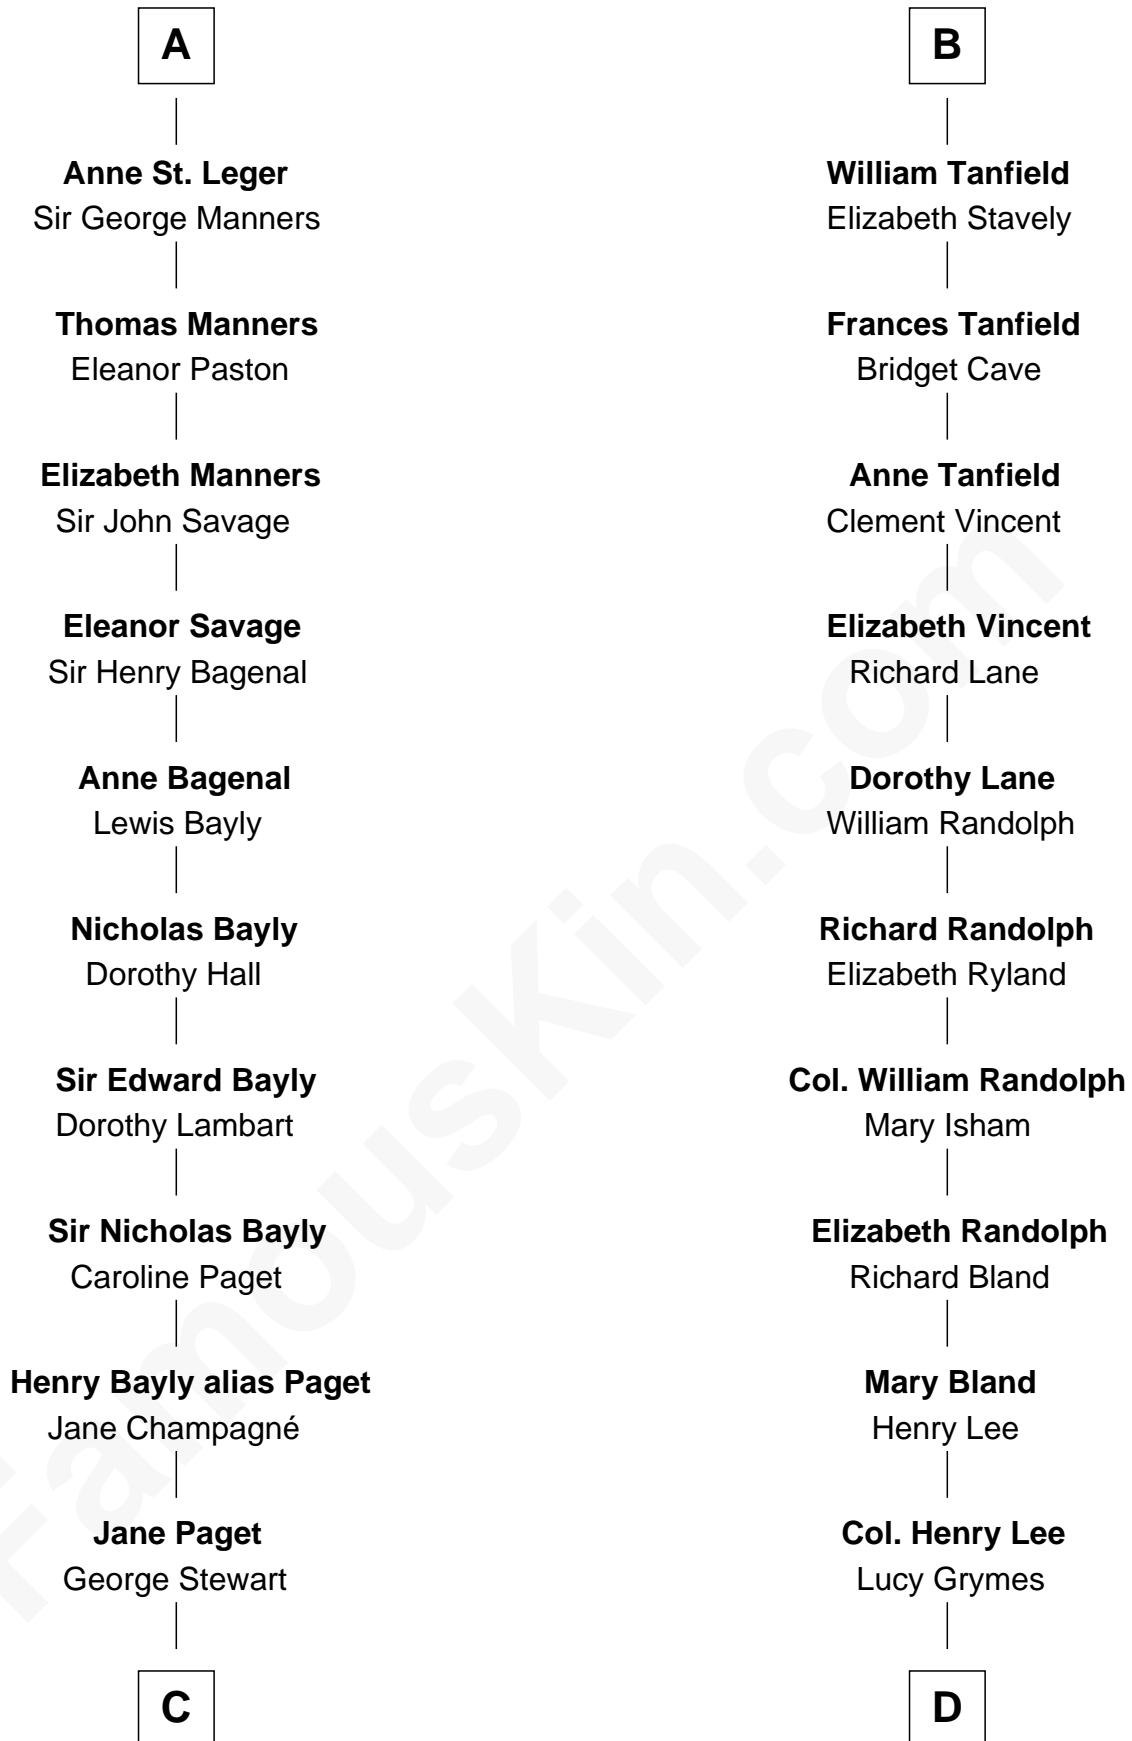 A
Anne St. Leger
Sir George Manners
Thomas Manners
Eleanor Paston
Elizabeth Manners
Sir John Savage
Eleanor Savage
Sir Henry Bagenal
Anne Bagenal
Lewis Bayly
Nicholas Bayly
Dorothy Hall
Sir Edward Bayly
Dorothy Lambart
Sir Nicholas Bayly
Caroline Paget
Henry Bayly alias Paget
Jane Champagné
Jane Paget
George Stewart
C
B
William Tanfield
Elizabeth Stavely
Frances Tanfield
Bridget Cave
Anne Tanfield
Clement Vincent
Elizabeth Vincent
Richard Lane
Dorothy Lane
William Randolph
Richard Randolph
Elizabeth Ryland
Col. William Randolph
Mary Isham
Elizabeth Randolph
Richard Bland
Mary Bland
Henry Lee
Col. Henry Lee
Lucy Grymes
D
FamousKin.com